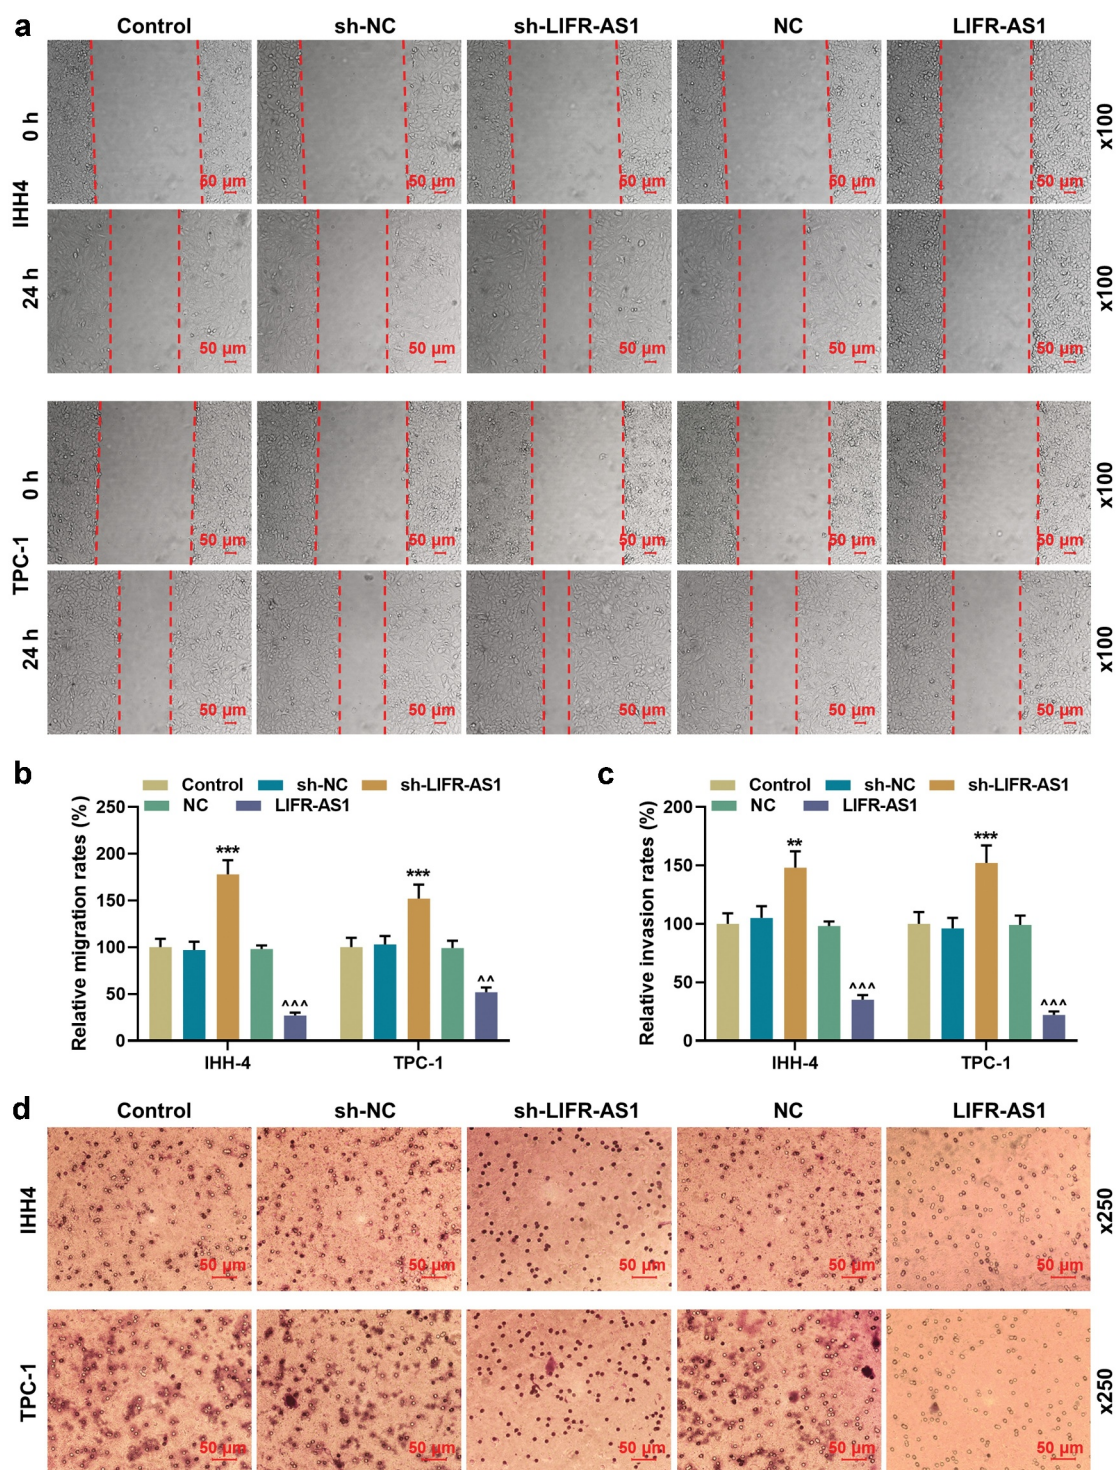 a
Control sh-NC sh-LIFR-AS1 NC LIFR-AS1
IHH4
0 h
50 µm 50 µm 50 µm 50 µm 50 µm
x100
24 h
50 µm 50 µm 50 µm 50 µm 50 µm
x100
TPC-1
0 h
50 µm 50 µm 50 µm 50 µm 50 µm
x100
24 h
50 µm 50 µm 50 µm 50 µm 50 µm
x100
b
Control sh-NC sh-LIFR-AS1
NC LIFR-AS1
Relative migration rates (%)
250
200
150
100
50
0
*** ^^^ *** ^^
IHH-4 TPC-1
c
Control sh-NC sh-LIFR-AS1
NC LIFR-AS1
Relative invasion rates (%)
200
150
100
50
0
** ^^^ *** ^^^
IHH-4 TPC-1
d
Control sh-NC sh-LIFR-AS1 NC LIFR-AS1
IHH4
50 µm 50 µm 50 µm 50 µm 50 µm
x250
TPC-1
50 µm 50 µm 50 µm 50 µm 50 µm
x250